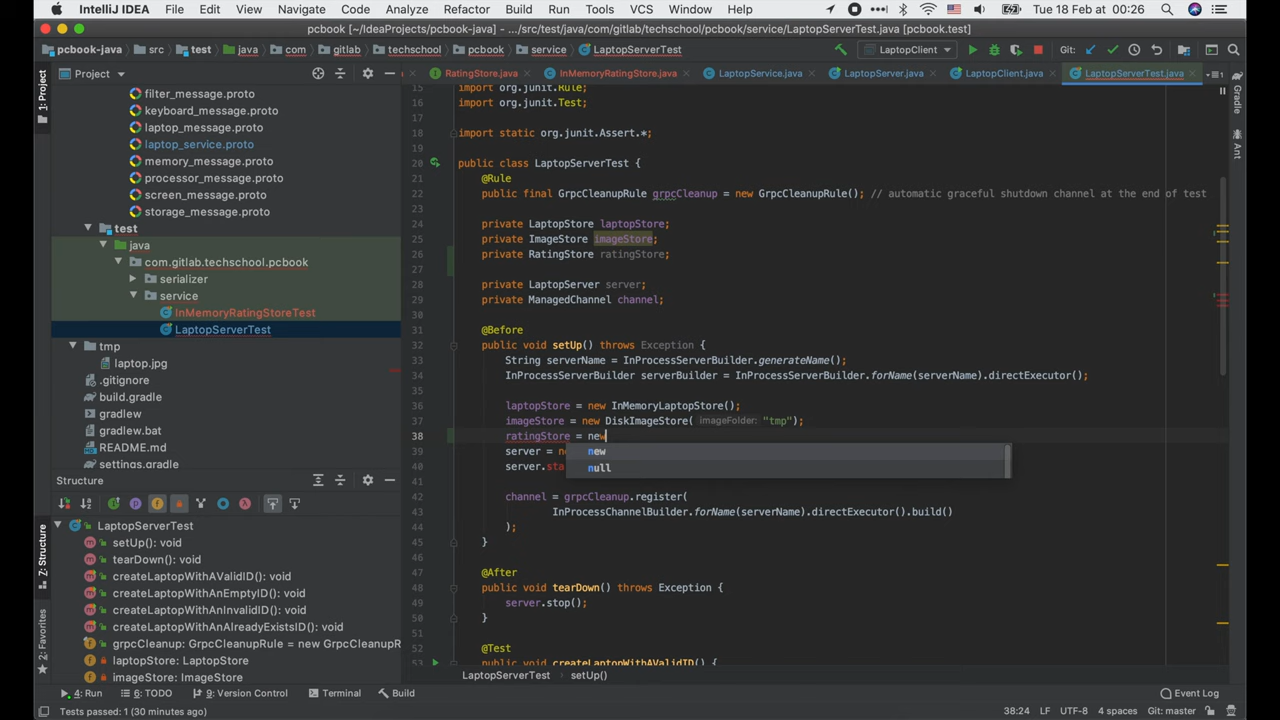 IntelliJ IDEA File Edit View Navigate Code Analyze Refactor Build Run Tools VCS Window Help Tue 18 Feb at 00:26
pcbook [~/IdeaProjects/pcbook-java] – .../src/test/java/com/gitlab/techschool/pcbook/service/LaptopServerTest.java [pcbook.test]
pcbook-java src test java com gitlab techschool pcbook service LaptopServerTest LaptopClient Git:
Project
RatingStore.java InMemoryRatingStore.java LaptopService.java LaptopServer.java LaptopClient.java LaptopServerTest.java
1: Project
Gradle
Ant
filter_message.proto
keyboard_message.proto
laptop_message.proto
laptop_service.proto
memory_message.proto
processor_message.proto
screen_message.proto
storage_message.proto
test
java
com.gitlab.techschool.pcbook
serializer
service
InMemoryRatingStoreTest
LaptopServerTest
tmp
laptop.jpg
.gitignore
build.gradle
gradlew
gradlew.bat
README.md
settings.gradle
Structure
7: Structure
2: Favorites
LaptopServerTest
setUp(): void
tearDown(): void
createLaptopWithAValidID(): void
createLaptopWithAnEmptyID(): void
createLaptopWithAnInvalidID(): void
createLaptopWithAnAlreadyExistsID(): void
grpcCleanup: GrpcCleanupRule = new GrpcCleanupR
laptopStore: LaptopStore
imageStore: ImageStore
15 import org.junit.Rule;
16 import org.junit.Test;
17
18 import static org.junit.Assert.*;
19
20 public class LaptopServerTest {
21 @Rule
22 public final GrpcCleanupRule grpcCleanup = new GrpcCleanupRule(); // automatic graceful shutdown channel at the end of test
23
24 private LaptopStore laptopStore;
25 private ImageStore imageStore;
26 private RatingStore ratingStore;
27
28 private LaptopServer server;
29 private ManagedChannel channel;
30
31 @Before
32 public void setUp() throws Exception {
33 String serverName = InProcessServerBuilder.generateName();
34 InProcessServerBuilder serverBuilder = InProcessServerBuilder.forName(serverName).directExecutor();
35
36 laptopStore = new InMemoryLaptopStore();
37 imageStore = new DiskImageStore( imageFolder: "tmp");
38 ratingStore = new
39 server = n
new
40 server.sta
null
41
42 channel = grpcCleanup.register(
43 InProcessChannelBuilder.forName(serverName).directExecutor().build()
44 );
45 }
46
47 @After
48 public void tearDown() throws Exception {
49 server.stop();
50 }
51
52 @Test
53 public void createLaptopWithAValidID() {
LaptopServerTest setUp()
4: Run 6: TODO 9: Version Control Terminal Build Event Log
Tests passed: 1 (30 minutes ago) 38:24 LF UTF-8 4 spaces Git: master